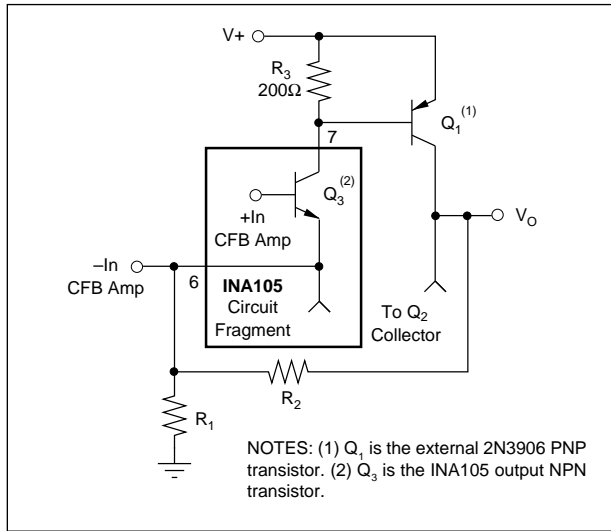 V+
R3
200Ω
Q1(1)
7
Q3(2)
+In
CFB Amp
VO
–In
CFB Amp
6
INA105
Circuit
Fragment
To Q2
Collector
R2
R1
NOTES: (1) Q1 is the external 2N3906 PNP
transistor. (2) Q3 is the INA105 output NPN
transistor.